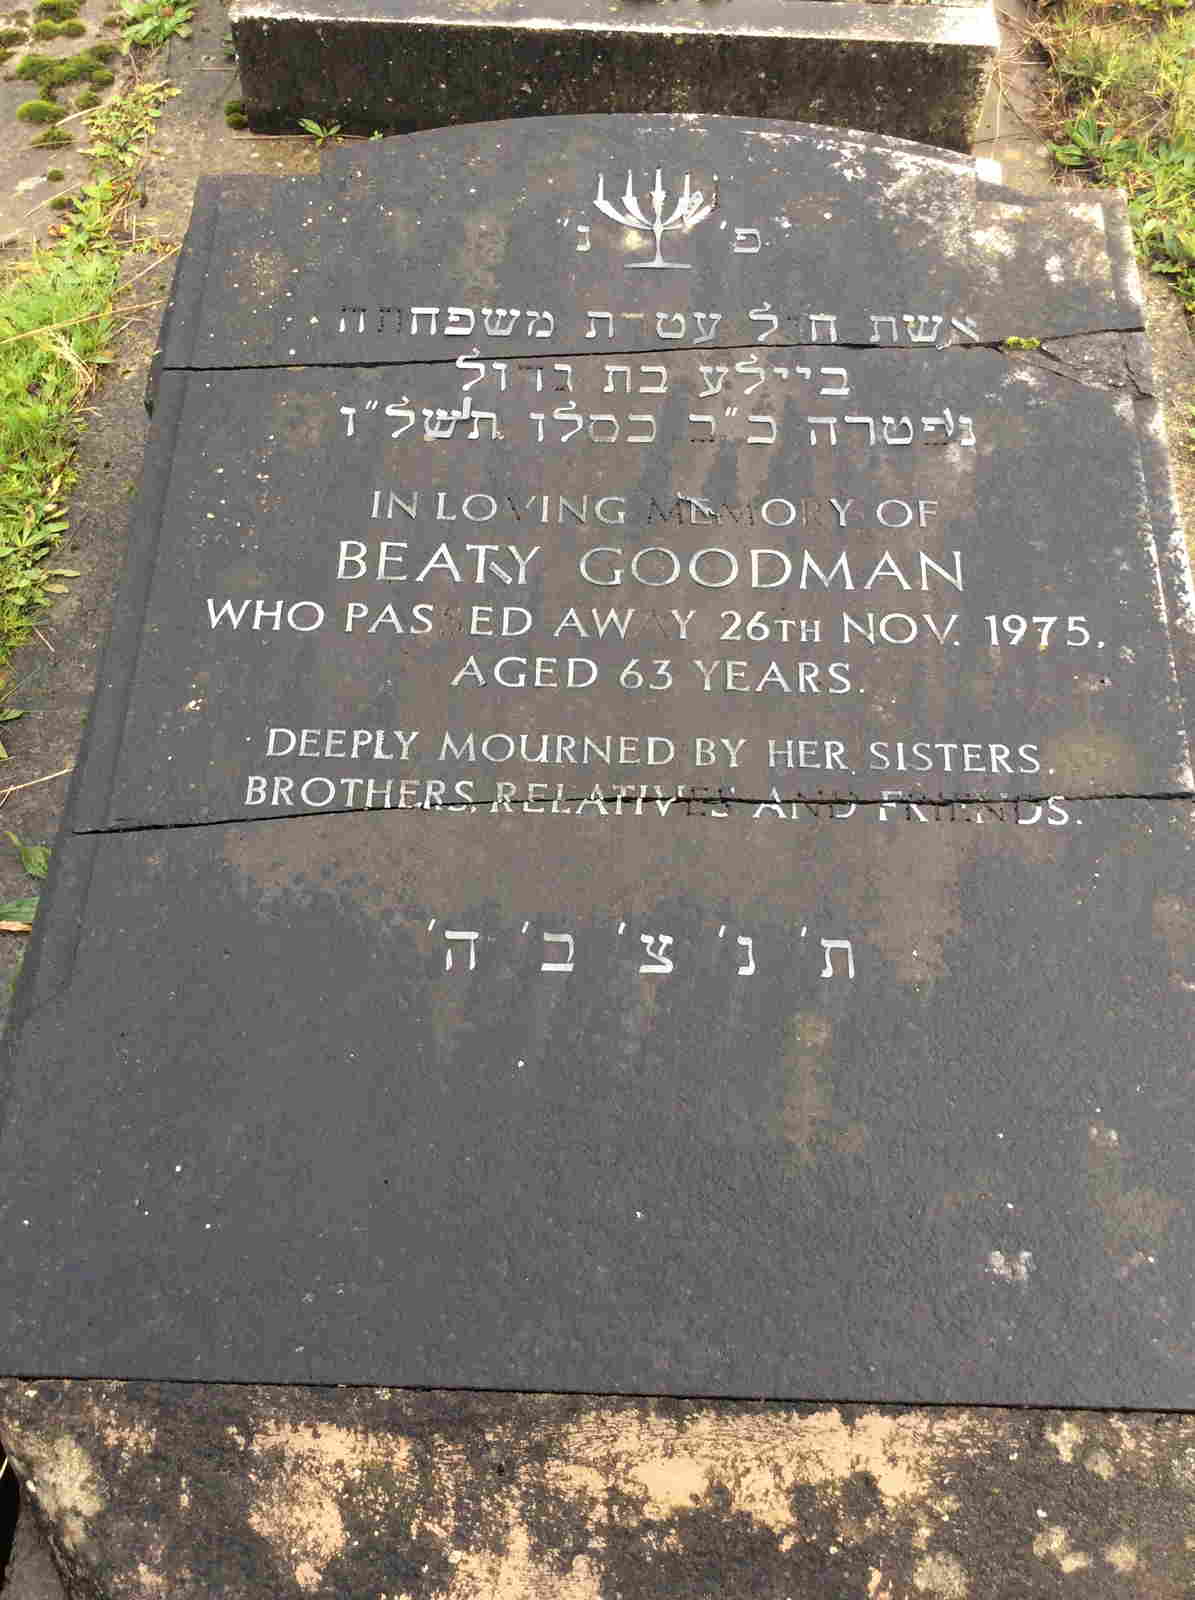 פ' נ'
אשת חיל עטרת משפחתה
ביילע בת גדול
נפטרה כ"ב כסלו תשל"ו
IN LOVING MEMORY OF
BEATY GOODMAN
WHO PASSED AWAY 26TH NOV. 1975,
AGED 63 YEARS.
DEEPLY MOURNED BY HER SISTERS,
BROTHERS, RELATIVES AND FRIENDS.
ת' נ' צ' ב' ה'